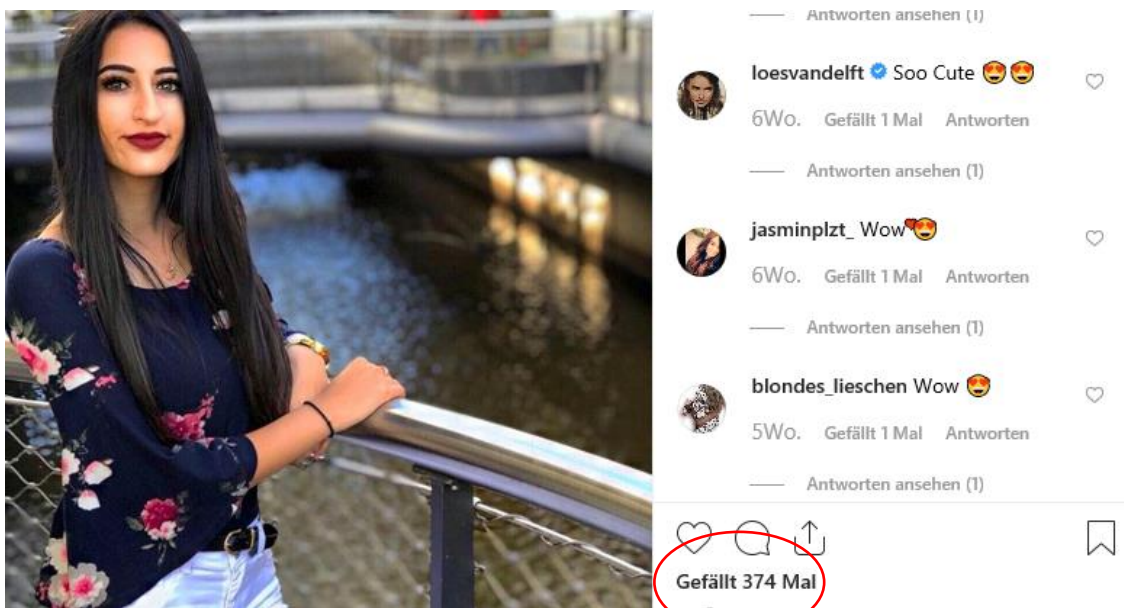 Antworten ansehen (1)
loesvandelft Soo Cute 😍😍
6Wo. Gefällt 1 Mal Antworten
Antworten ansehen (1)
jasminplzt_ Wow😍
6Wo. Gefällt 1 Mal Antworten
Antworten ansehen (1)
blondes_lieschen Wow 😍
5Wo. Gefällt 1 Mal Antworten
Antworten ansehen (1)
Gefällt 374 Mal